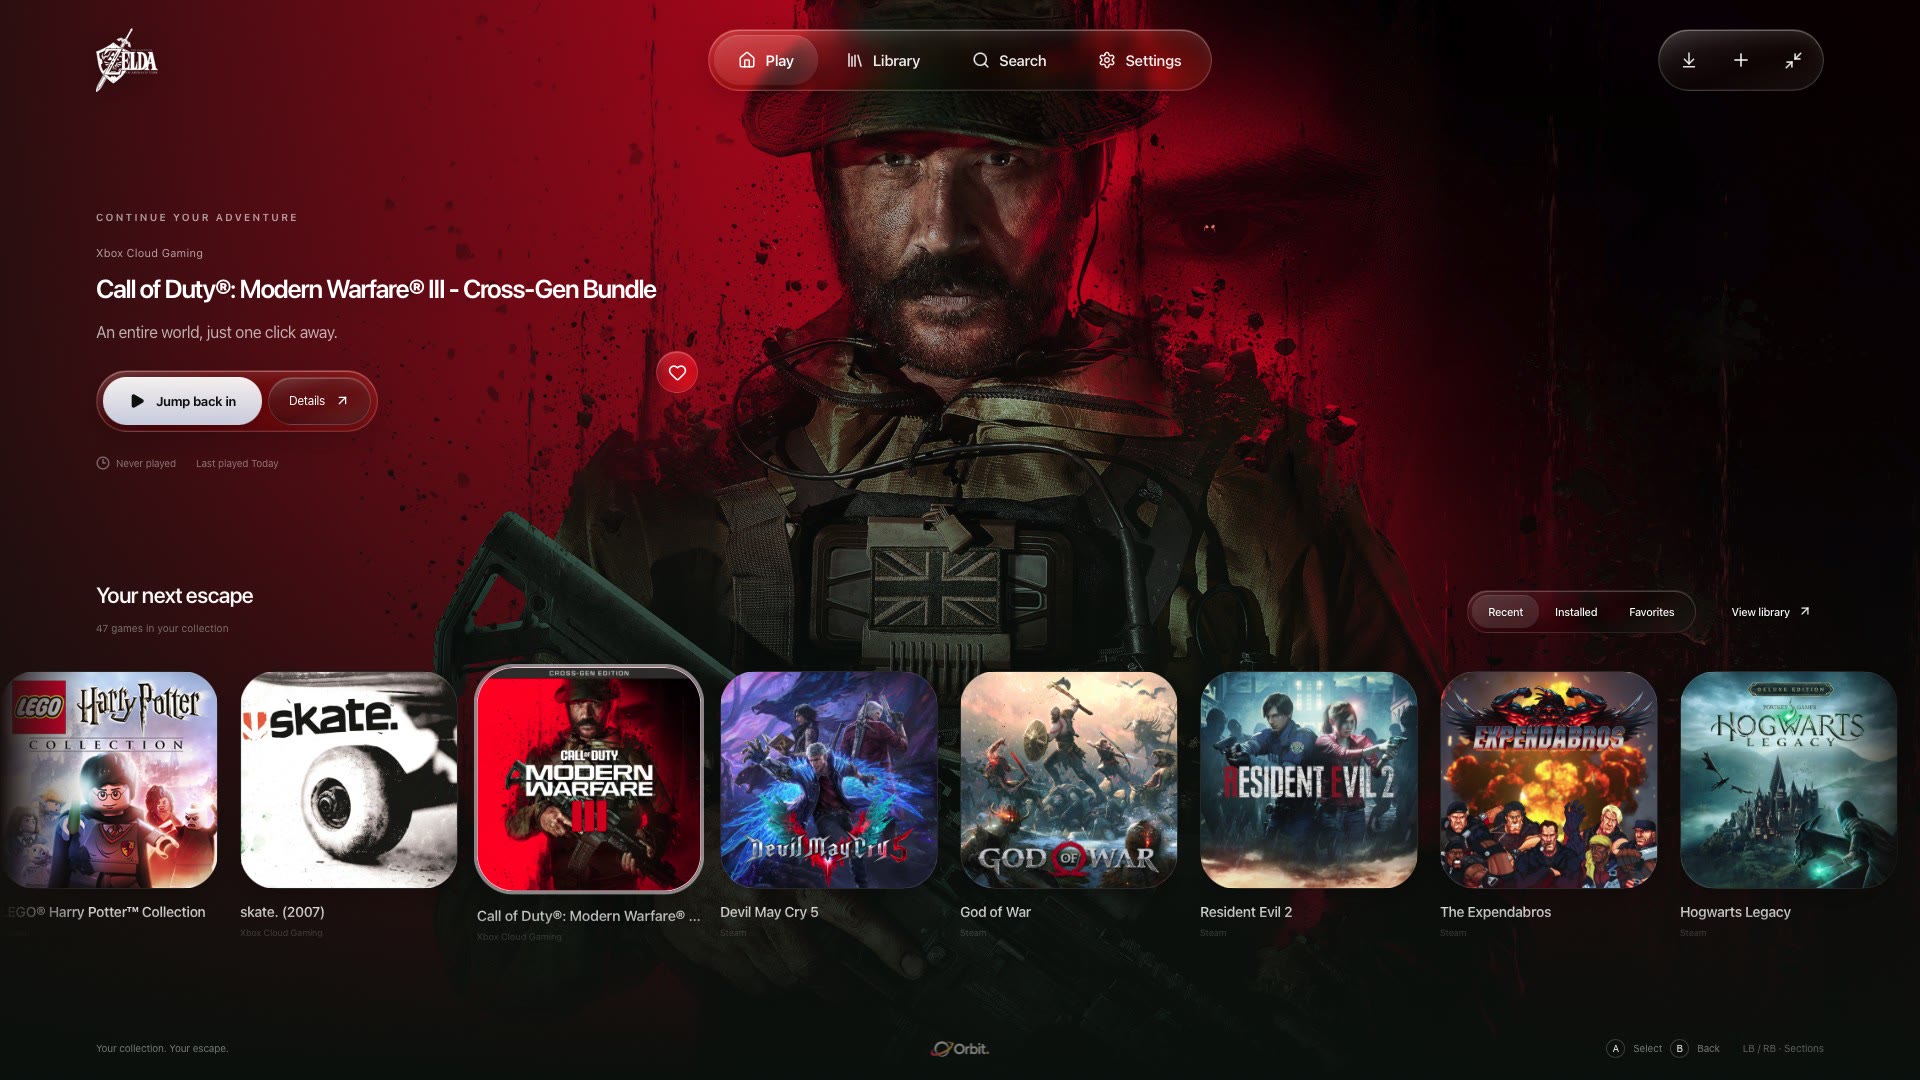 ZELDA
Play
Library
Search
Settings
CONTINUE YOUR ADVENTURE
Xbox Cloud Gaming
Call of Duty®: Modern Warfare® III - Cross-Gen Bundle
An entire world, just one click away.
Jump back in
Details
Never played
Last played Today
Your next escape
47 games in your collection
Recent
Installed
Favorites
View library
LEGO
Harry Potter
COLLECTION
skate.
CROSS-GEN EDITION
CALL OF DUTY
MODERN
WARFARE
III
Devil May Cry 5
GOD OF WAR
RESIDENT EVIL 2
EXPENDABROS
DELUXE EDITION
PORTKEY GAMES
HOGWARTS
LEGACY
EGO® Harry Potter™ Collection
skate. (2007)
Xbox Cloud Gaming
Call of Duty®: Modern Warfare® ...
Xbox Cloud Gaming
Devil May Cry 5
Steam
God of War
Steam
Resident Evil 2
Steam
The Expendabros
Steam
Hogwarts Legacy
Steam
Your collection. Your escape.
Orbit.
A Select
B Back
LB / RB · Sections